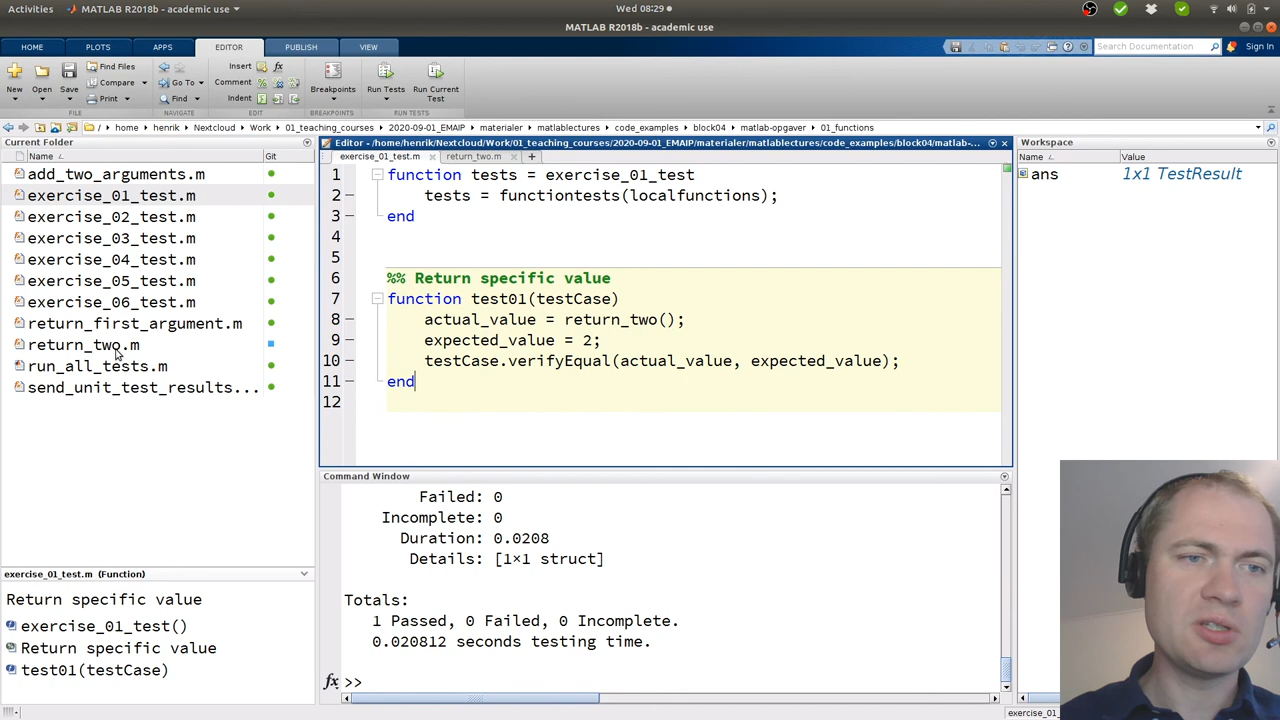 Activities
MATLAB R2018b - academic use
Wed 08:29
MATLAB R2018b - academic use
HOME
PLOTS
APPS
EDITOR
PUBLISH
VIEW
Search Documentation
Sign In
New
Open
Save
Find Files
Compare
Print
Go To
Find
Insert
fx
Comment
Indent
Breakpoints
Run Tests
Run Current
Test
FILE
NAVIGATE
EDIT
BREAKPOINTS
RUN TESTS
/ home henrik Nextcloud Work 01_teaching_courses 2020-09-01_EMAIP materialer matlablectures code_examples block04 matlab-opgaver 01_functions
Current Folder
Name
Git
add_two_arguments.m
exercise_01_test.m
exercise_02_test.m
exercise_03_test.m
exercise_04_test.m
exercise_05_test.m
exercise_06_test.m
return_first_argument.m
return_two.m
run_all_tests.m
send_unit_test_results...
exercise_01_test.m (Function)
Return specific value
exercise_01_test()
Return specific value
test01(testCase)
Editor - /home/henrik/Nextcloud/Work/01_teaching_courses/2020-09-01_EMAIP/materialer/matlablectures/code_examples/block04/matlab-...
exercise_01_test.m
return_two.m
1 function tests = exercise_01_test
2 tests = functiontests(localfunctions);
3 end
4
5
6 %% Return specific value
7 function test01(testCase)
8 actual_value = return_two();
9 expected_value = 2;
10 testCase.verifyEqual(actual_value, expected_value);
11 end
12
Command Window
Failed: 0
Incomplete: 0
Duration: 0.0208
Details: [1×1 struct]
Totals:
1 Passed, 0 Failed, 0 Incomplete.
0.020812 seconds testing time.
fx >>
Workspace
Name
Value
ans
1x1 TestResult